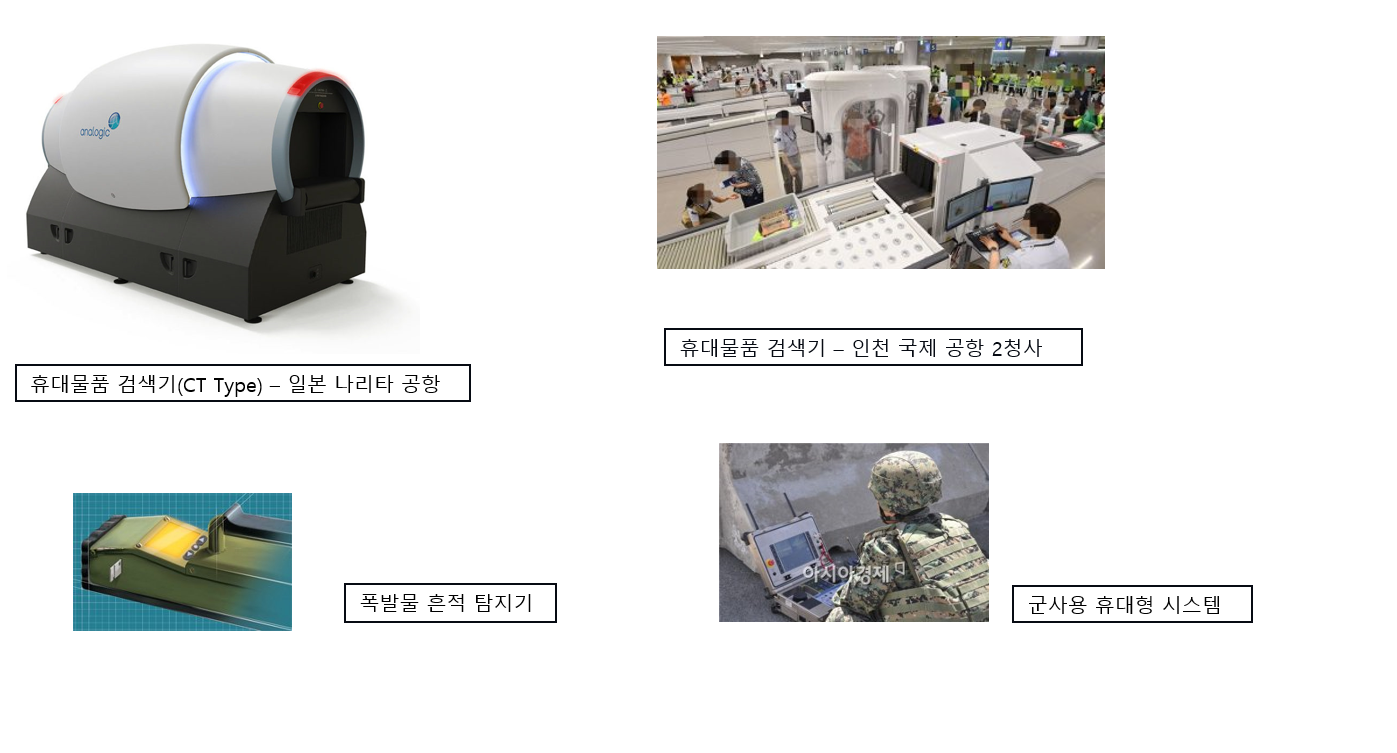 analogic
휴대물품 검색기(CT Type) – 일본 나리타 공항
휴대물품 검색기 – 인천 국제 공항 2청사
폭발물 흔적 탐지기
아시아경제
군사용 휴대형 시스템